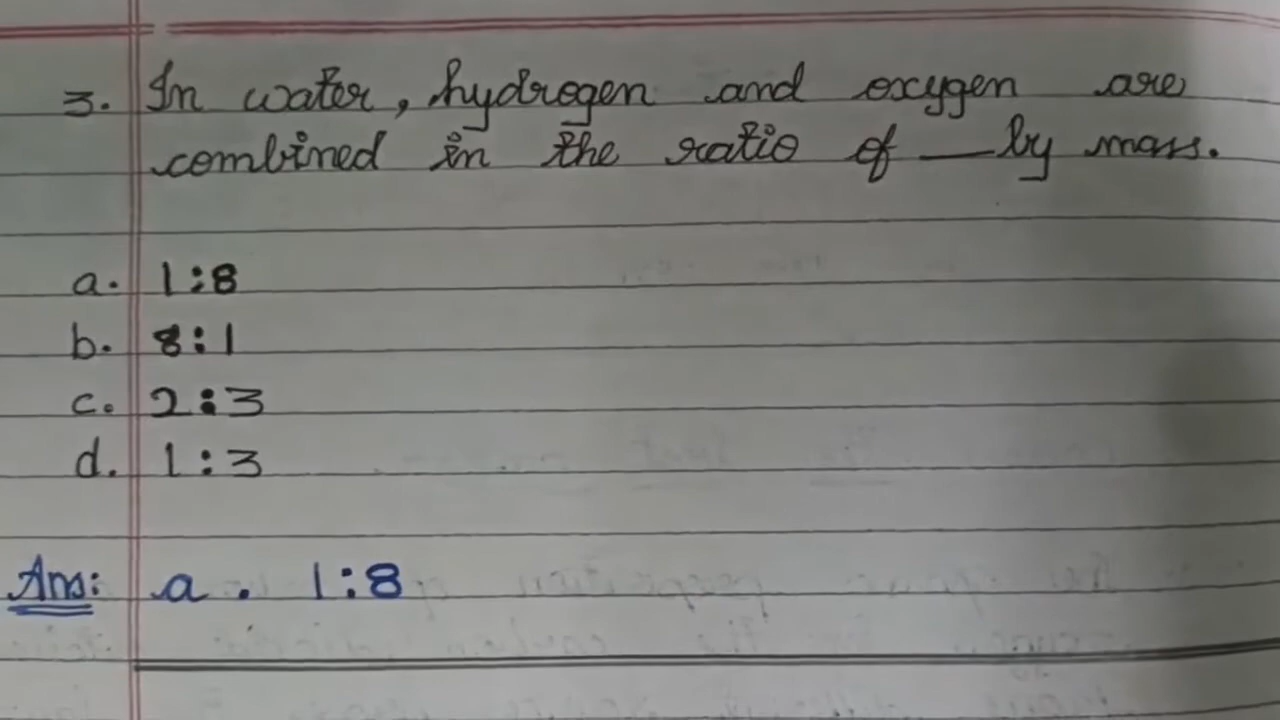 3. In water, hydrogen and oxygen are
combined in the ratio of __ by mass.
a. 1:8
b. 8:1
c. 2:3
d. 1:3
Ans: a. 1:8